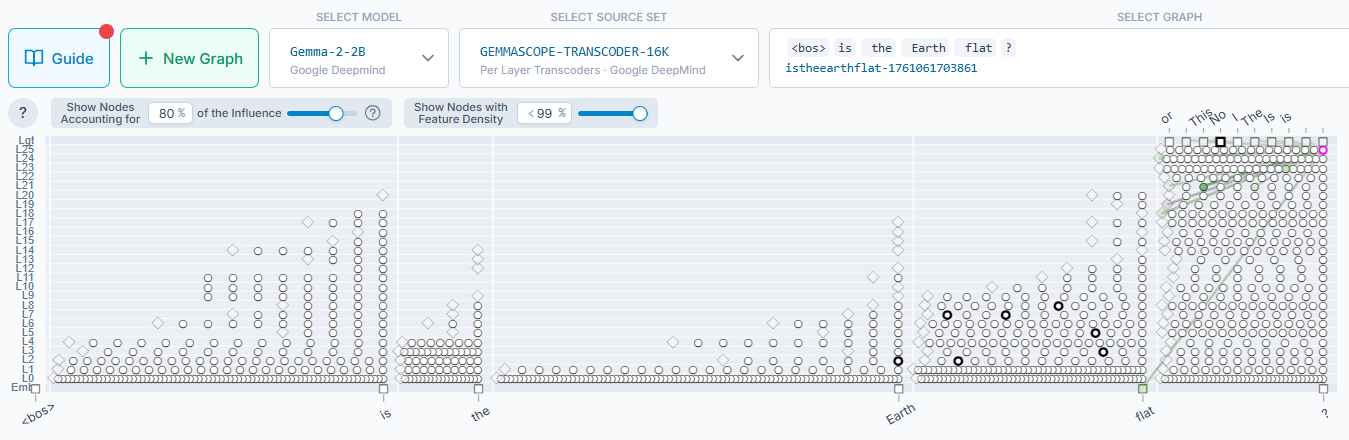 SELECT MODEL
SELECT SOURCE SET
SELECT GRAPH
Guide
+ New Graph
Gemma-2-2B
Google Deepmind
GEMMASCOPE-TRANSCODER-16K
Per Layer Transcoders · Google DeepMind
<bos> is the Earth flat ?
istheearthflat-1761061703861
?
Show Nodes
Accounting for
80 %
of the Influence
?
Show Nodes with
Feature Density
<99 %
or This No I The Is is
Lgt
L25
L24
L23
L22
L21
L20
L19
L18
L17
L16
L15
L14
L13
L12
L11
L10
L9
L8
L7
L6
L5
L4
L3
L2
L1
L0
Emb
<bos> is the Earth flat ?